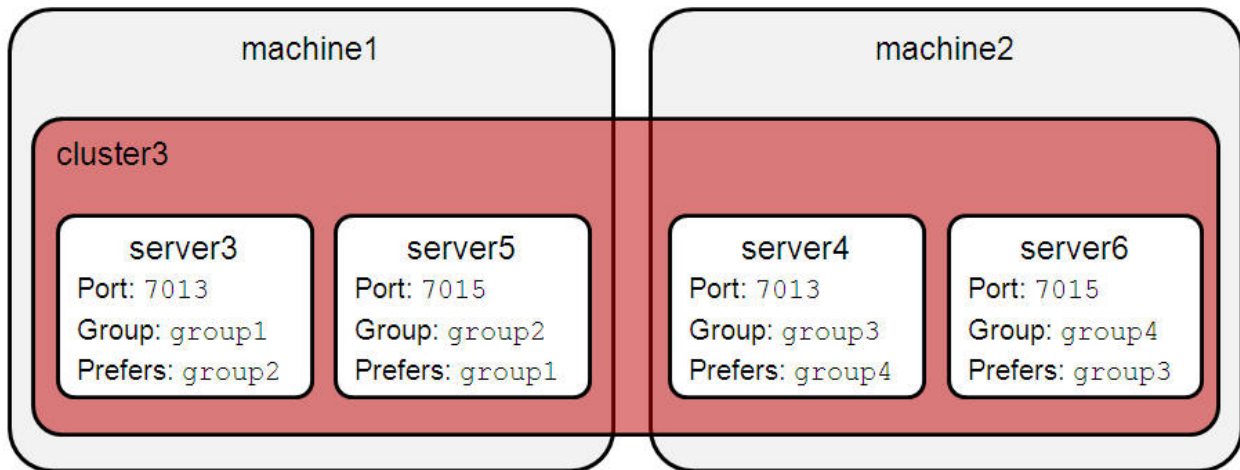 machine1
machine2
cluster3
server3
Port: 7013
Group: group1
Prefers: group2
server5
Port: 7015
Group: group2
Prefers: group1
server4
Port: 7013
Group: group3
Prefers: group4
server6
Port: 7015
Group: group4
Prefers: group3